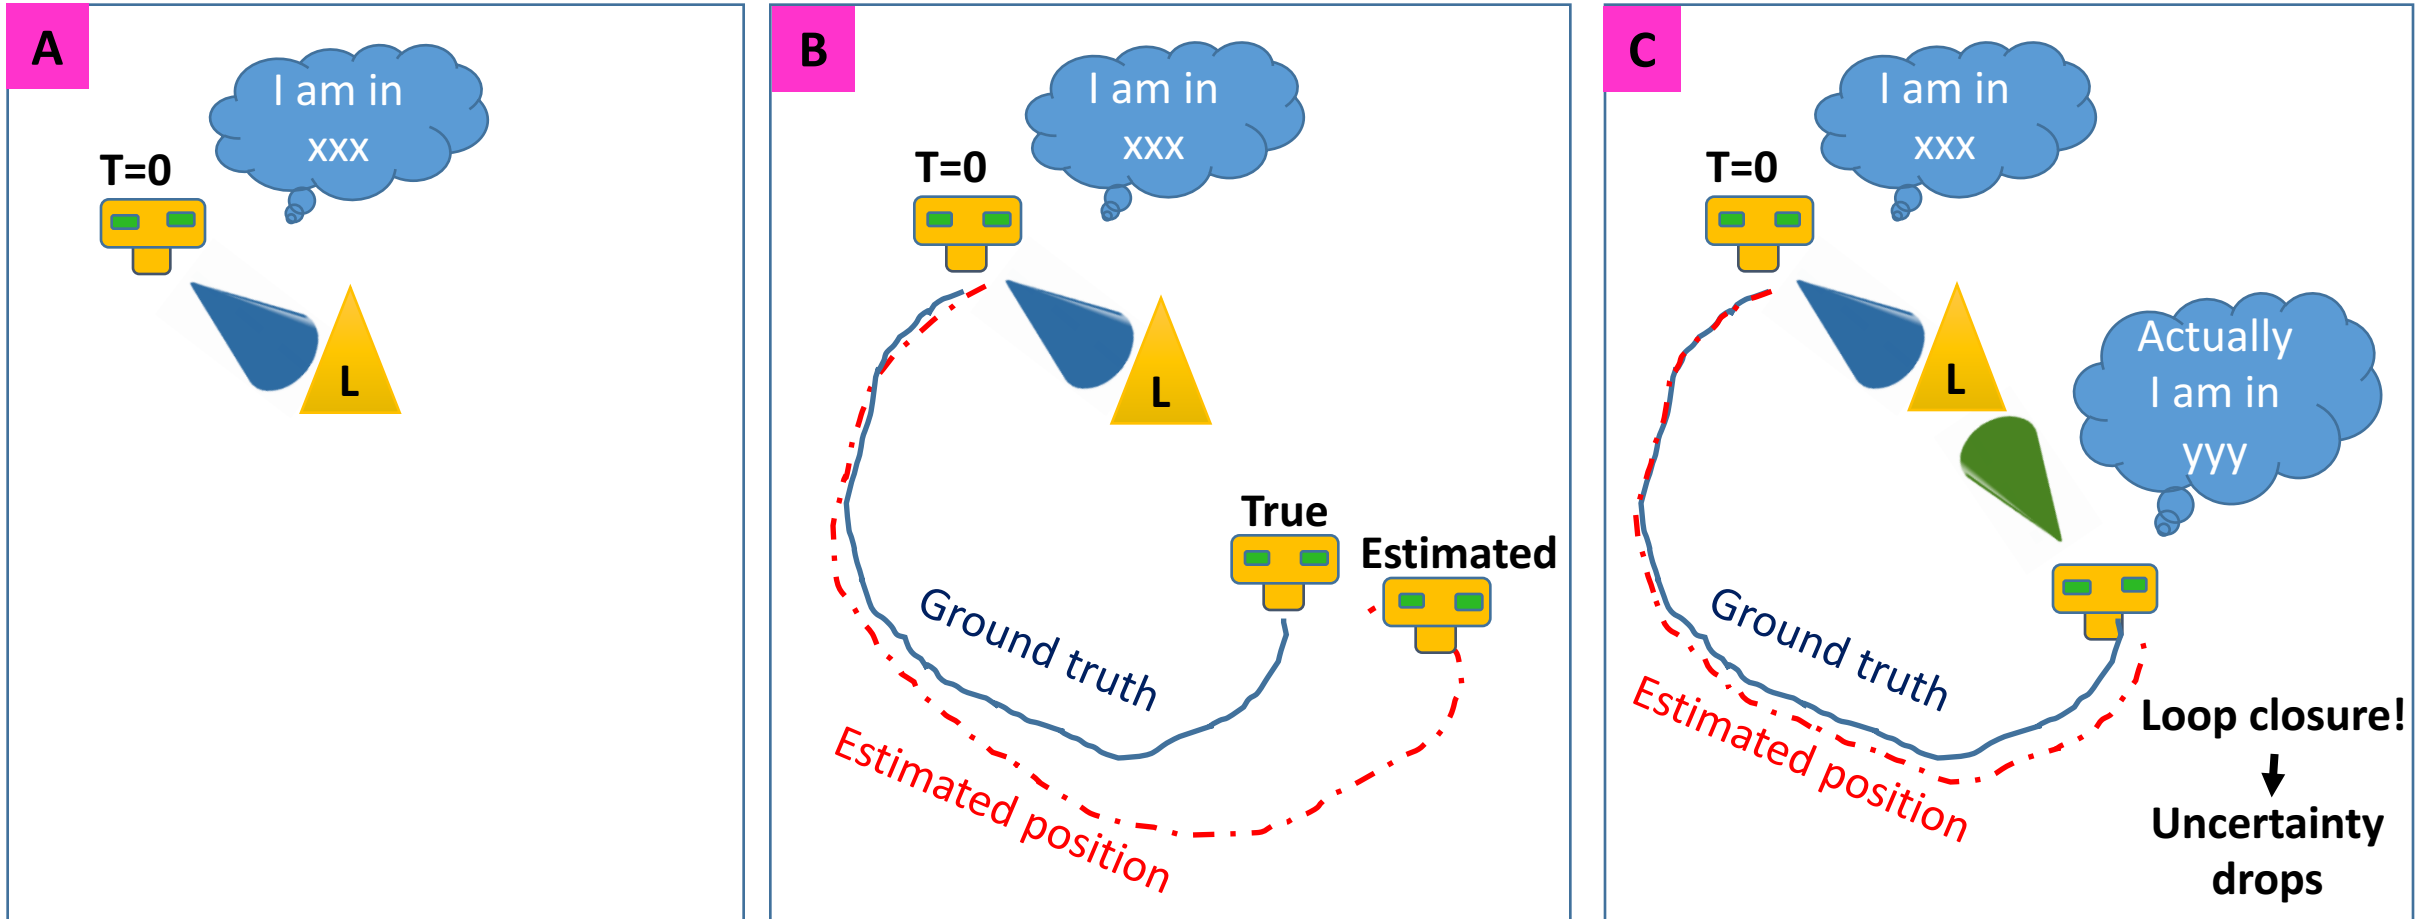 A
I am in
xxx
T=0
L
B
I am in
xxx
T=0
L
True
Estimated
Ground truth
Estimated position
C
I am in
xxx
T=0
L
Actually
I am in
yyy
Ground truth
Estimated position
Loop closure!
Uncertainty
drops